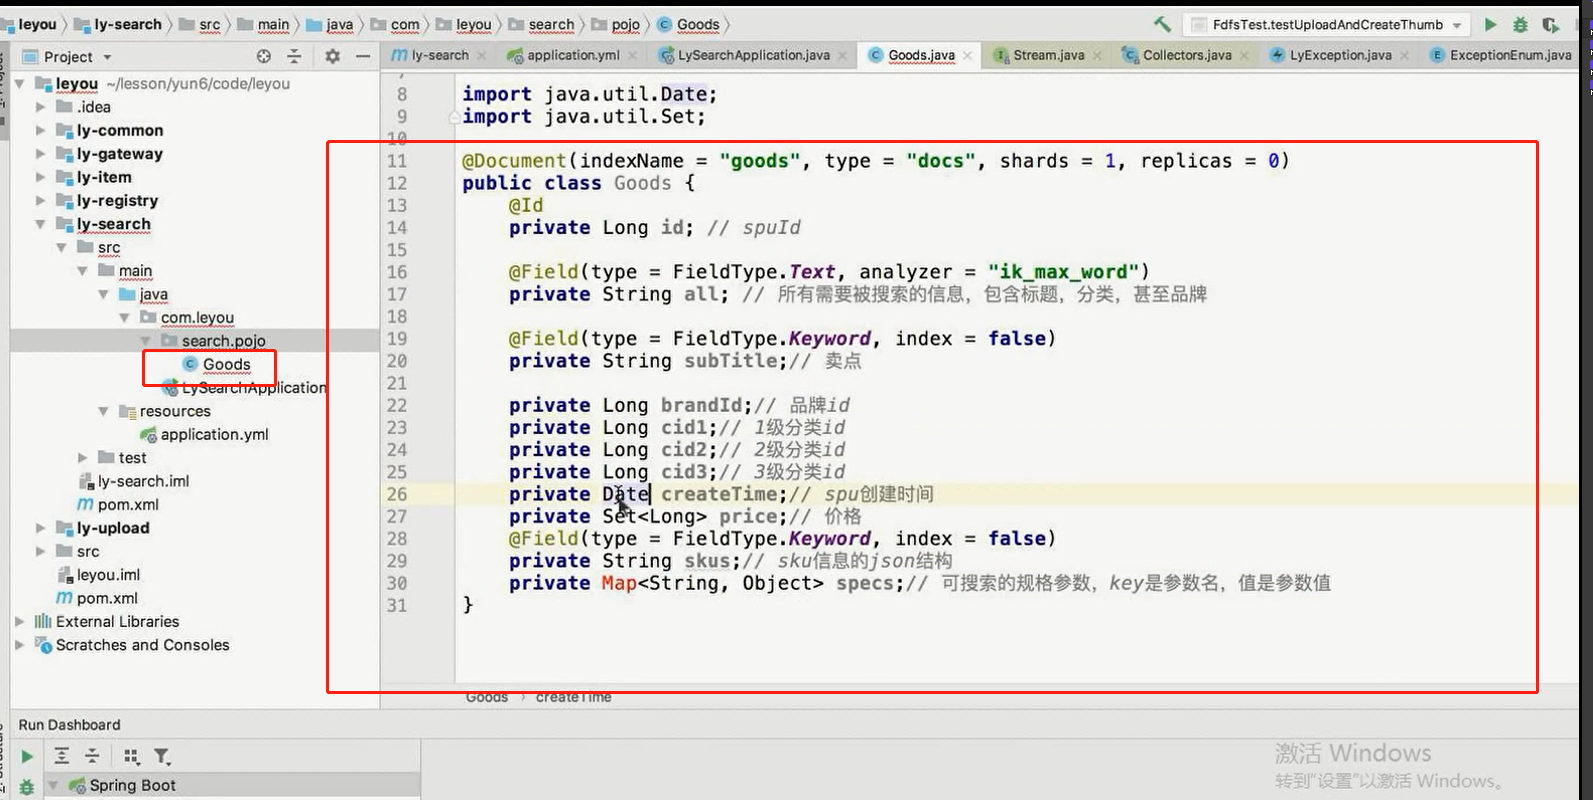 leyou ly-search src main java com leyou search pojo Goods FdfsTest.testUploadAndCreateThumb
Project ly-search application.yml LySearchApplication.java Goods.java Stream.java Collectors.java LyException.java ExceptionEnum.java
leyou ~/lesson/yun6/code/leyou
.idea
ly-common
ly-gateway
ly-item
ly-registry
ly-search
src
main
java
com.leyou
search.pojo
Goods
LySearchApplication
resources
application.yml
test
ly-search.iml
pom.xml
ly-upload
src
leyou.iml
pom.xml
External Libraries
Scratches and Consoles
8 import java.util.Date;
9 import java.util.Set;
10
11 @Document(indexName = "goods", type = "docs", shards = 1, replicas = 0)
12 public class Goods {
13 @Id
14 private Long id; // spuId
15
16 @Field(type = FieldType.Text, analyzer = "ik_max_word")
17 private String all; // 所有需要被搜索的信息，包含标题，分类，甚至品牌
18
19 @Field(type = FieldType.Keyword, index = false)
20 private String subTitle;// 卖点
21
22 private Long brandId;// 品牌id
23 private Long cid1;// 1级分类id
24 private Long cid2;// 2级分类id
25 private Long cid3;// 3级分类id
26 private Date createTime;// spu创建时间
27 private Set<Long> price;// 价格
28 @Field(type = FieldType.Keyword, index = false)
29 private String skus;// sku信息的json结构
30 private Map<String, Object> specs;// 可搜索的规格参数，key是参数名，值是参数值
31 }
Goods › createTime
Run Dashboard
Spring Boot
激活 Windows
转到“设置”以激活 Windows。